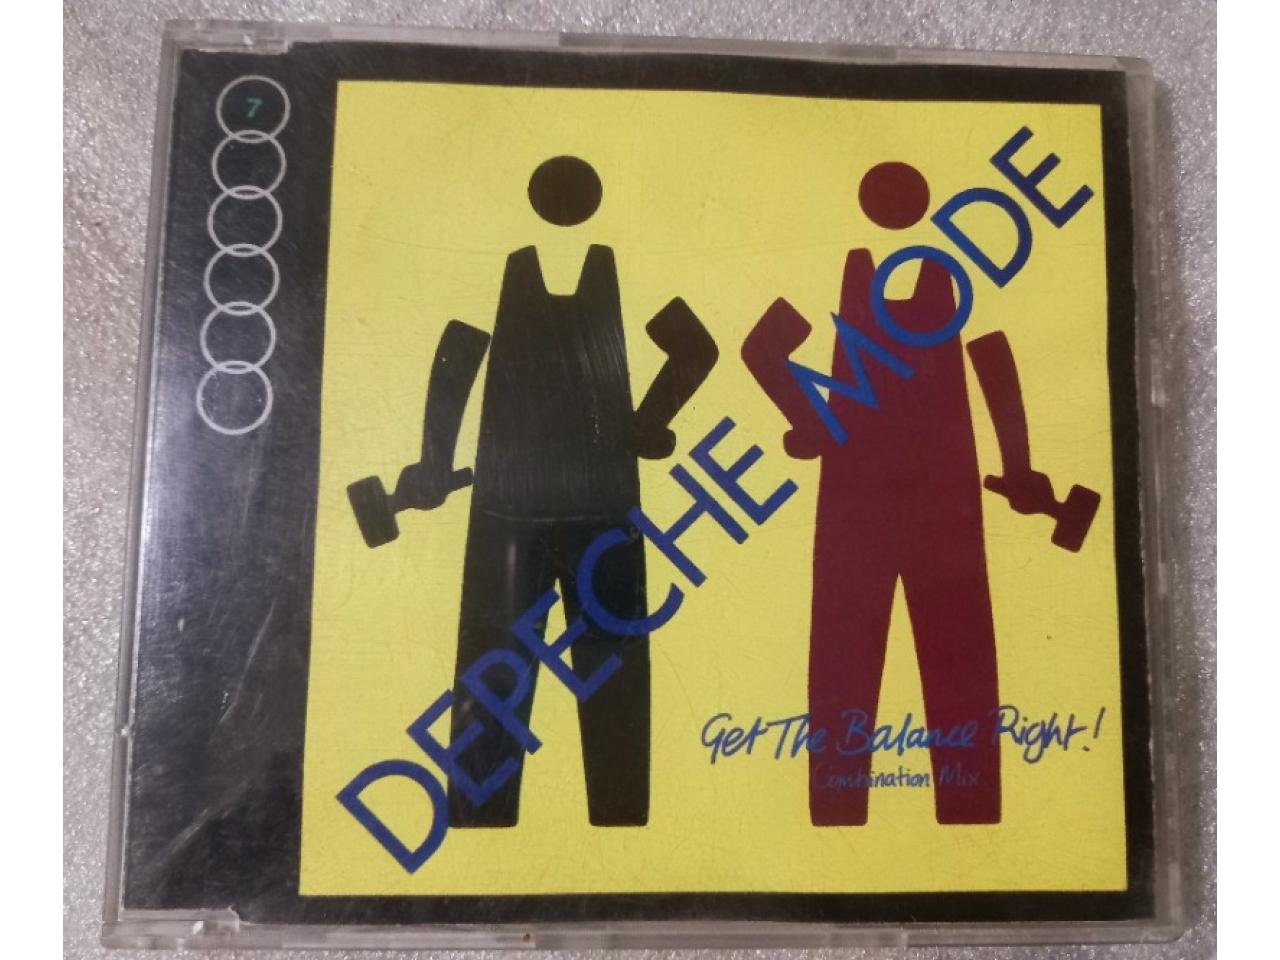 7
DEPECHE MODE
Get The Balance Right!
Combination Mix